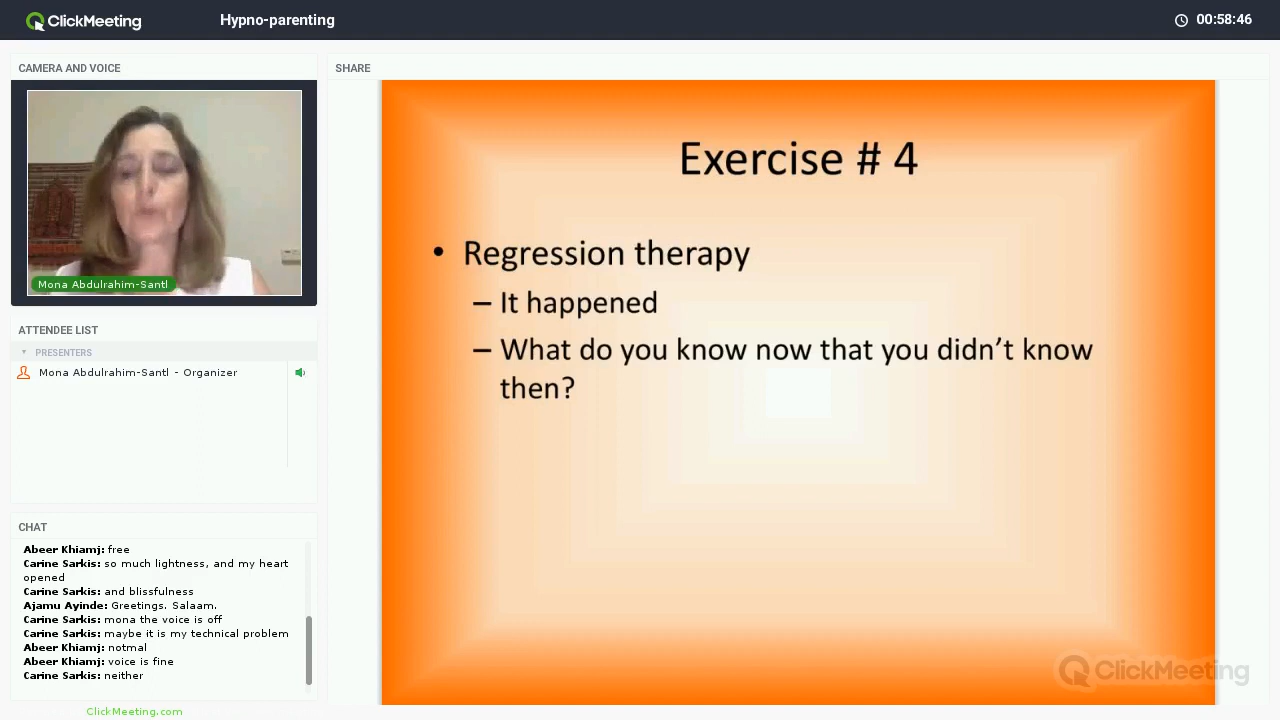 ClickMeeting
Hypno-parenting
00:58:46
CAMERA AND VOICE
Mona Abdulrahim-Santl
ATTENDEE LIST
PRESENTERS
Mona Abdulrahim-Santl - Organizer
CHAT
Abeer Khiamj: free
Carine Sarkis: so much lightness, and my heart
opened
Carine Sarkis: and blissfulness
Ajamu Ayinde: Greetings. Salaam.
Carine Sarkis: mona the voice is off
Carine Sarkis: maybe it is my technical problem
Abeer Khiamj: notmal
Abeer Khiamj: voice is fine
Carine Sarkis: neither
ClickMeeting.com
SHARE
Exercise # 4
• Regression therapy
– It happened
– What do you know now that you didn’t know
then?
ClickMeeting